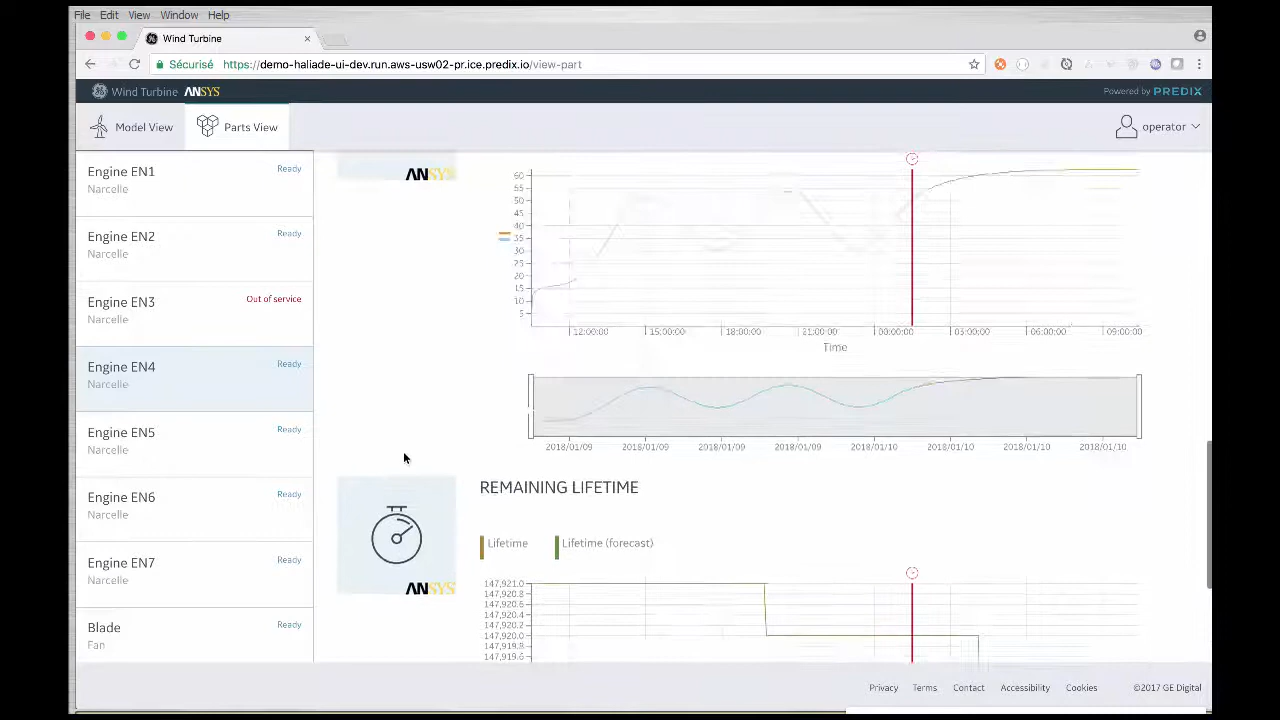 File Edit View Window Help
Wind Turbine
Sécurisé https://demo-haliade-ui-dev.run.aws-usw02-pr.ice.predix.io/view-part
Wind Turbine ANSYS
Powered by PREDIX
Model View
Parts View
operator
Engine EN1
Ready
Narcelle
Engine EN2
Ready
Narcelle
Engine EN3
Out of service
Narcelle
Engine EN4
Ready
Narcelle
Engine EN5
Ready
Narcelle
Engine EN6
Ready
Narcelle
Engine EN7
Ready
Narcelle
Blade
Ready
Fan
ANSYS
60
55
50
45
40
35
30
25
20
15
10
5
12:00:00 15:00:00 18:00:00 21:00:00 00:00:00 03:00:00 06:00:00 09:00:00
Time
2018/01/09 2018/01/09 2018/01/09 2018/01/09 2018/01/10 2018/01/10 2018/01/10 2018/01/10
REMAINING LIFETIME
Lifetime
Lifetime (forecast)
ANSYS
147,921.0
147,920.8
147,920.6
147,920.4
147,920.2
147,920.0
147,919.8
147,919.6
Privacy Terms Contact Accessibility Cookies ©2017 GE Digital